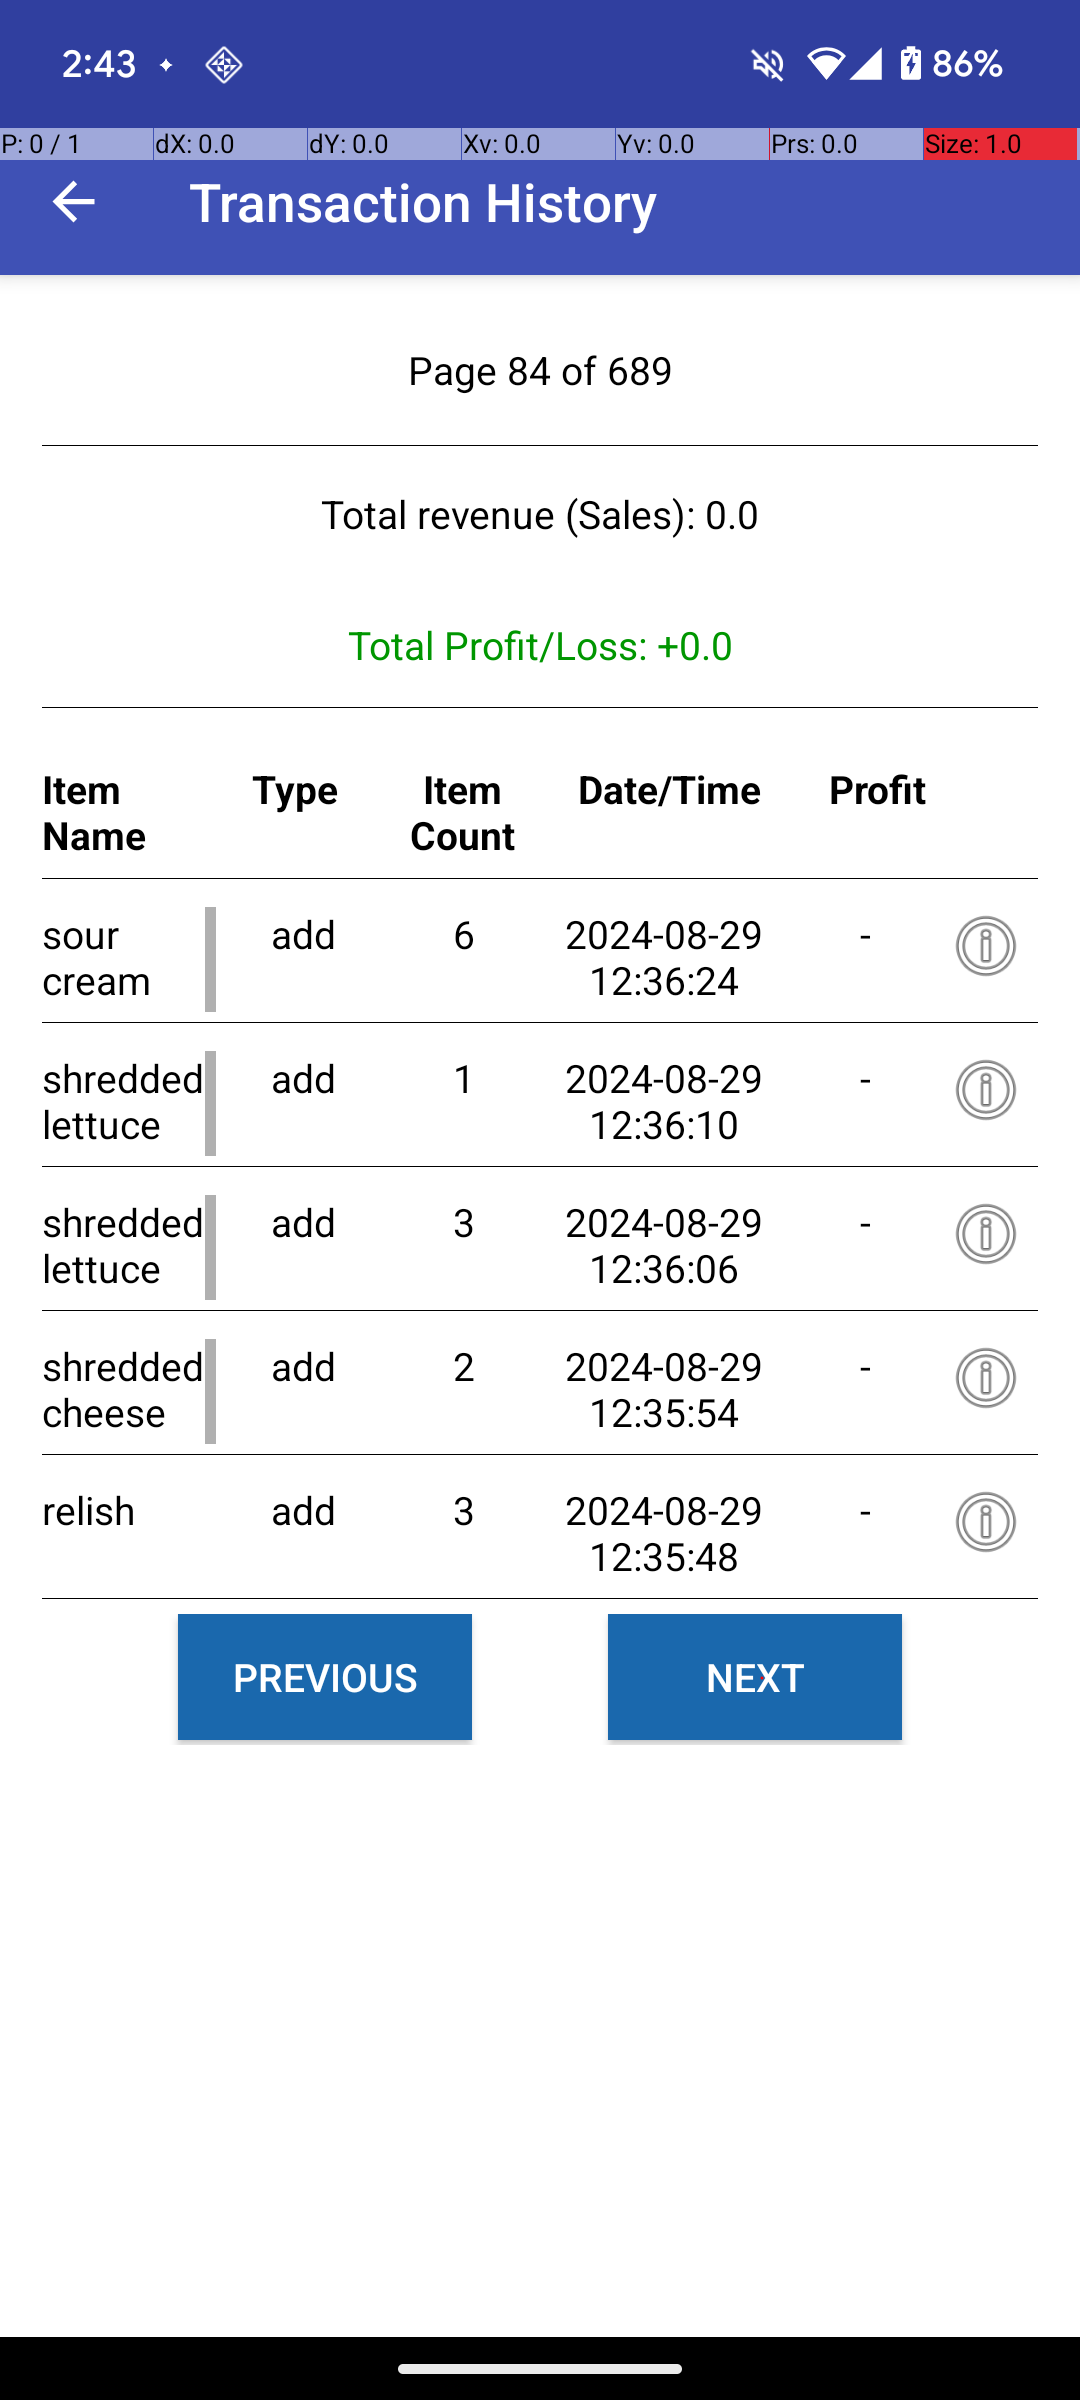 2:43
86%
P: 0 / 1
dX: 0.0
dY: 0.0
Xv: 0.0
Yv: 0.0
Prs: 0.0
Size: 1.0
Transaction History
Page 84 of 689
Total revenue (Sales): 0.0
Total Profit/Loss: +0.0
Item Name
Type
Item Count
Date/Time
Profit
sour cream
add
6
2024-08-29 12:36:24
-
shredded lettuce
add
1
2024-08-29 12:36:10
-
shredded lettuce
add
3
2024-08-29 12:36:06
-
shredded cheese
add
2
2024-08-29 12:35:54
-
relish
add
3
2024-08-29 12:35:48
-
PREVIOUS
NEXT